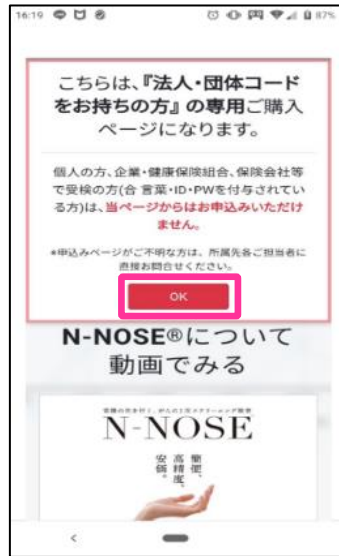 16:19 87%
こちらは、『法人・団体コード
をお持ちの方』の専用ご購入
ページになります。
個人の方、企業・健康保険組合、保険会社等
で受検の方(合言葉・ID・PWを付与されてい
る方)は、当ページからはお申込みいただけ
ません。
*申込みページがご不明な方は、所属先各ご担当者に
直接お問合せください。
OK
N-NOSE®について
動画でみる
N-NOSE
簡便、
高精度、
安価。